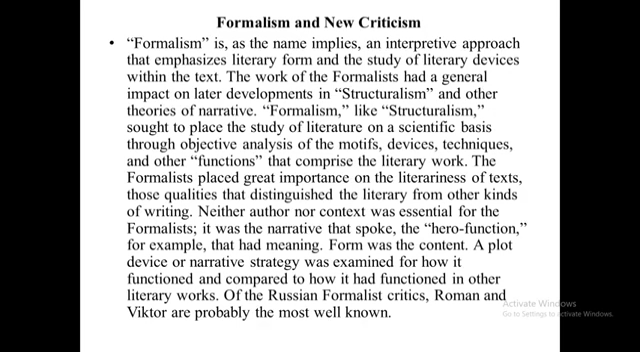 Formalism and New Criticism
• “Formalism” is, as the name implies, an interpretive approach
that emphasizes literary form and the study of literary devices
within the text. The work of the Formalists had a general
impact on later developments in “Structuralism” and other
theories of narrative. “Formalism,” like “Structuralism,”
sought to place the study of literature on a scientific basis
through objective analysis of the motifs, devices, techniques,
and other “functions” that comprise the literary work. The
Formalists placed great importance on the literariness of texts,
those qualities that distinguished the literary from other kinds
of writing. Neither author nor context was essential for the
Formalists; it was the narrative that spoke, the “hero-function,”
for example, that had meaning. Form was the content. A plot
device or narrative strategy was examined for how it
functioned and compared to how it had functioned in other
literary works. Of the Russian Formalist critics, Roman and
Viktor are probably the most well known.
Activate Windows
Go to Settings to activate Windows.